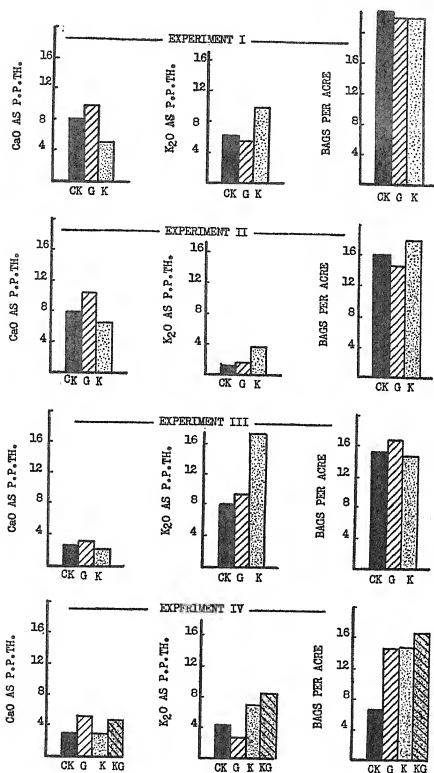 EXPERIMENT I
CaO AS P.P.TH.
16
8
4
CK G K
K2O AS P.P.TH.
16
8
4
CK G K
BAGS PER ACRE
16
12
8
4
CK G K
EXPERIMENT II
CaO AS P.P.TH.
16
12
8
4
CK G K
K2O AS P.P.TH.
16
12
8
4
CK G K
BAGS PER ACRE
16
12
8
4
CK G K
EXPERIMENT III
CaO AS P.P.TH.
16
12
8
4
CK G K
K2O AS P.P.TH.
16
12
8
4
CK G K
BAGS PER ACRE
16
12
8
4
CK G K
EXPERIMENT IV
CaO AS P.P.TH.
16
12
8
4
CK G K KG
K2O AS P.P.TH.
16
12
8
4
CK G K KG
BAGS PER ACRE
16
12
8
4
CK G K KG